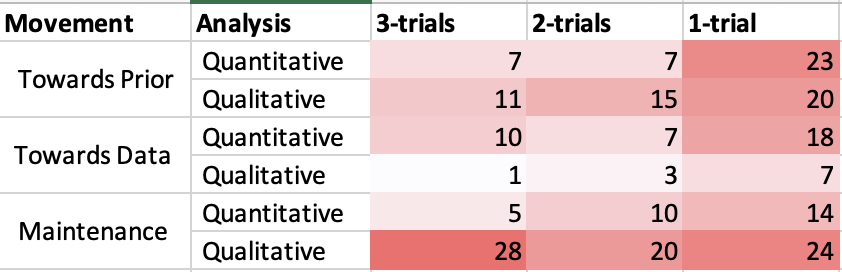 Movement Analysis 3-trials 2-trials 1-trial
Towards Prior Quantitative 7 7 23
Qualitative 11 15 20
Towards Data Quantitative 10 7 18
Qualitative 1 3 7
Maintenance Quantitative 5 10 14
Qualitative 28 20 24